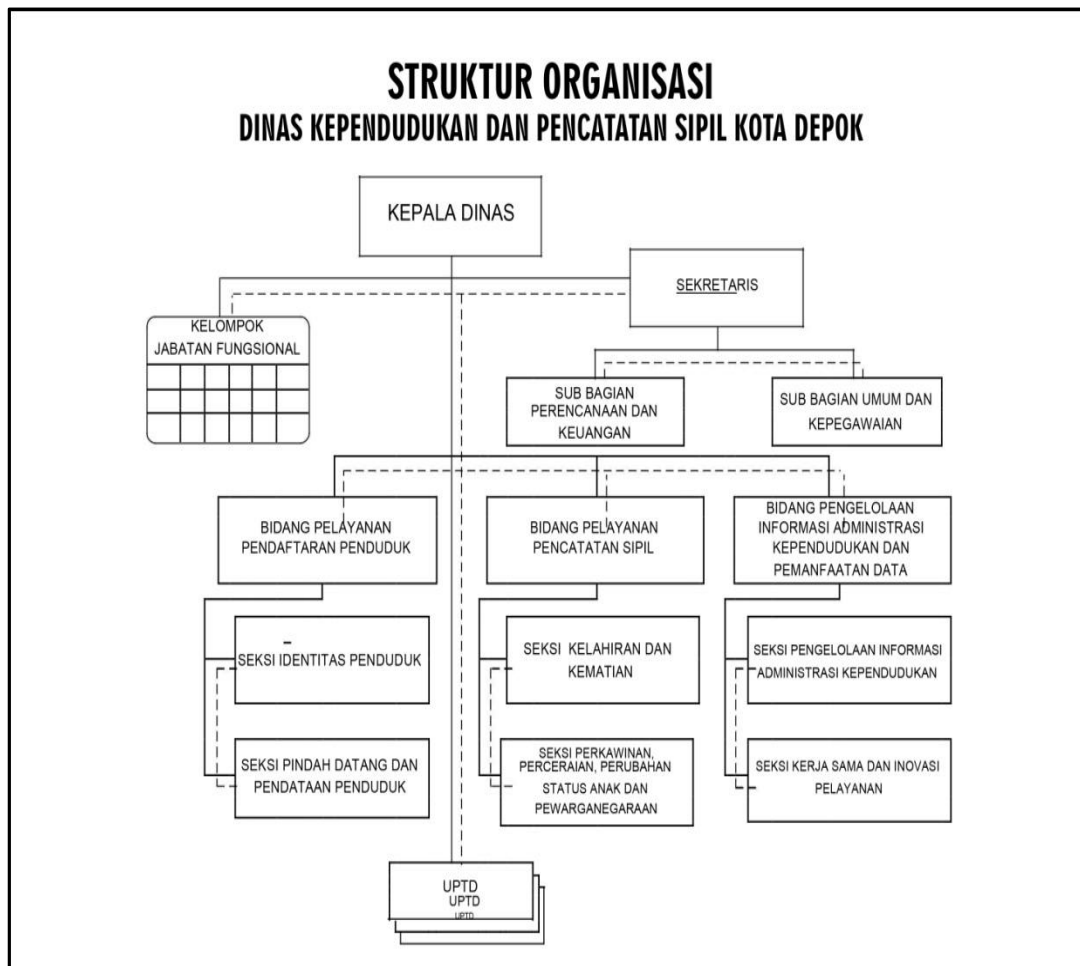 STRUKTUR ORGANISASI
DINAS KEPENDUDUKAN DAN PENCATATAN SIPIL KOTA DEPOK
KEPALA DINAS
SEKRETARIS
KELOMPOK
JABATAN FUNGSIONAL
SUB BAGIAN
PERENCANAAN DAN
KEUANGAN
SUB BAGIAN UMUM DAN
KEPEGAWAIAN
BIDANG PELAYANAN
PENDAFTARAN PENDUDUK
BIDANG PELAYANAN
PENCATATAN SIPIL
BIDANG PENGELOLAAN
INFORMASI ADMINISTRASI
KEPENDUDUKAN DAN
PEMANFAATAN DATA
SEKSI IDENTITAS PENDUDUK
SEKSI KELAHIRAN DAN
KEMATIAN
SEKSI PENGELOLAAN INFORMASI
ADMINISTRASI KEPENDUDUKAN
SEKSI PINDAH DATANG DAN
PENDATAAN PENDUDUK
SEKSI PERKAWINAN,
PERCERAIAN, PERUBAHAN
STATUS ANAK DAN
PEWARGANEGARAAN
SEKSI KERJA SAMA DAN INOVASI
PELAYANAN
UPTD
UPTD
UPTD